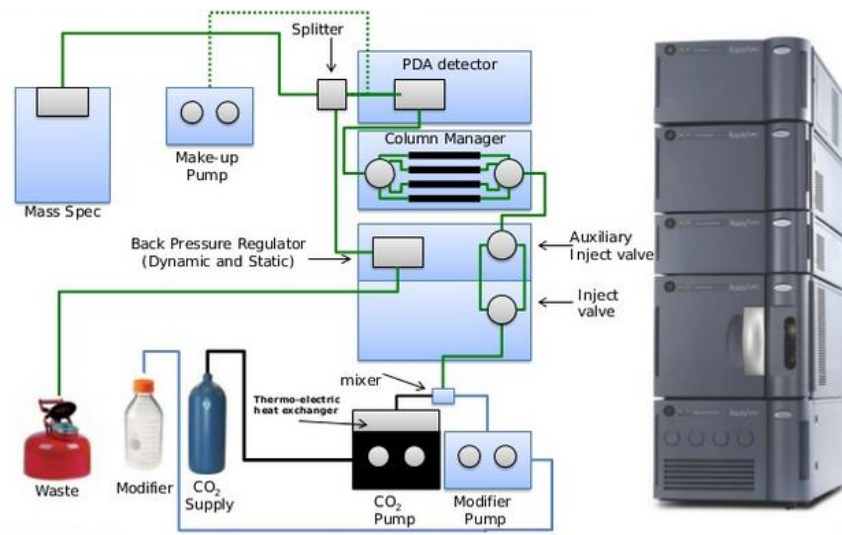 Splitter
PDA detector
Column Manager
Make-up
Pump
Mass Spec
Back Pressure Regulator
(Dynamic and Static)
Auxiliary
Inject valve
Inject
valve
mixer
Thermo-electric
heat exchanger
Waste
Modifier
CO₂
Supply
CO₂
Pump
Modifier
Pump